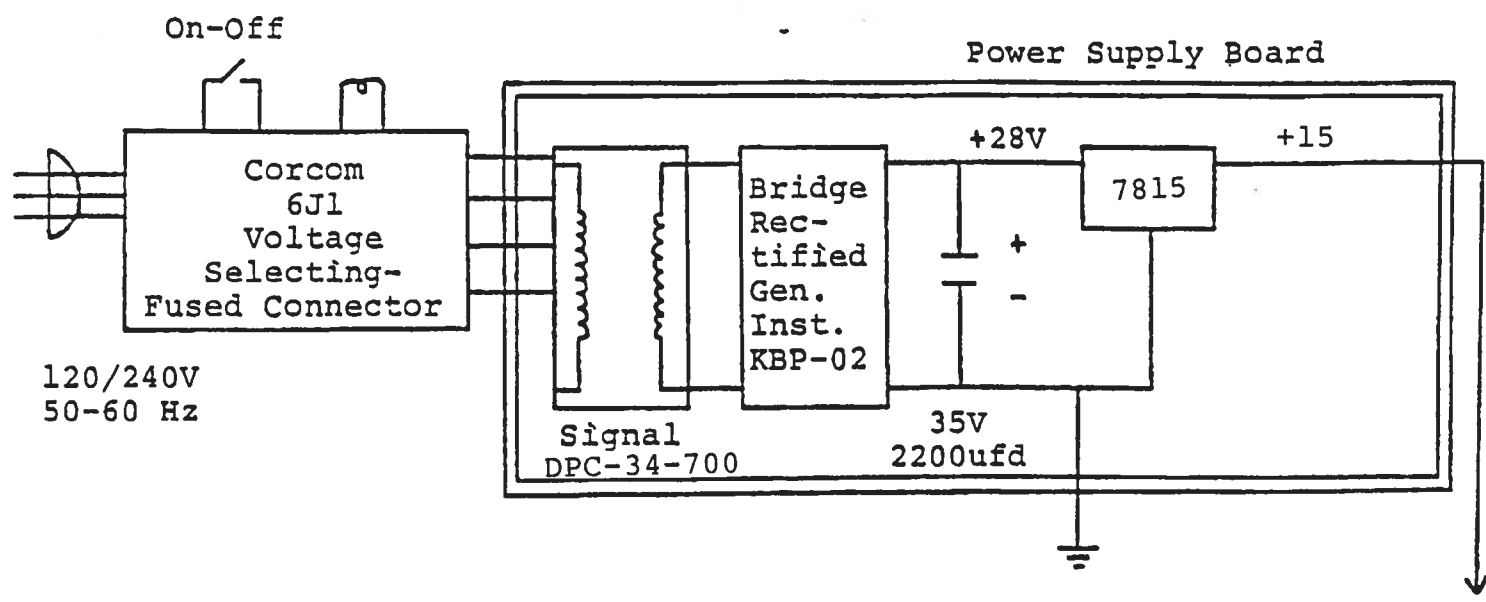 On-Off
Power Supply Board
Corcom
6J1
Voltage
Selecting-
Fused Connector
120/240V
50-60 Hz
Signal
DPC-34-700
Bridge
Rec-
tified
Gen.
Inst.
KBP-02
+28V
+
-
35V
2200ufd
7815
+15